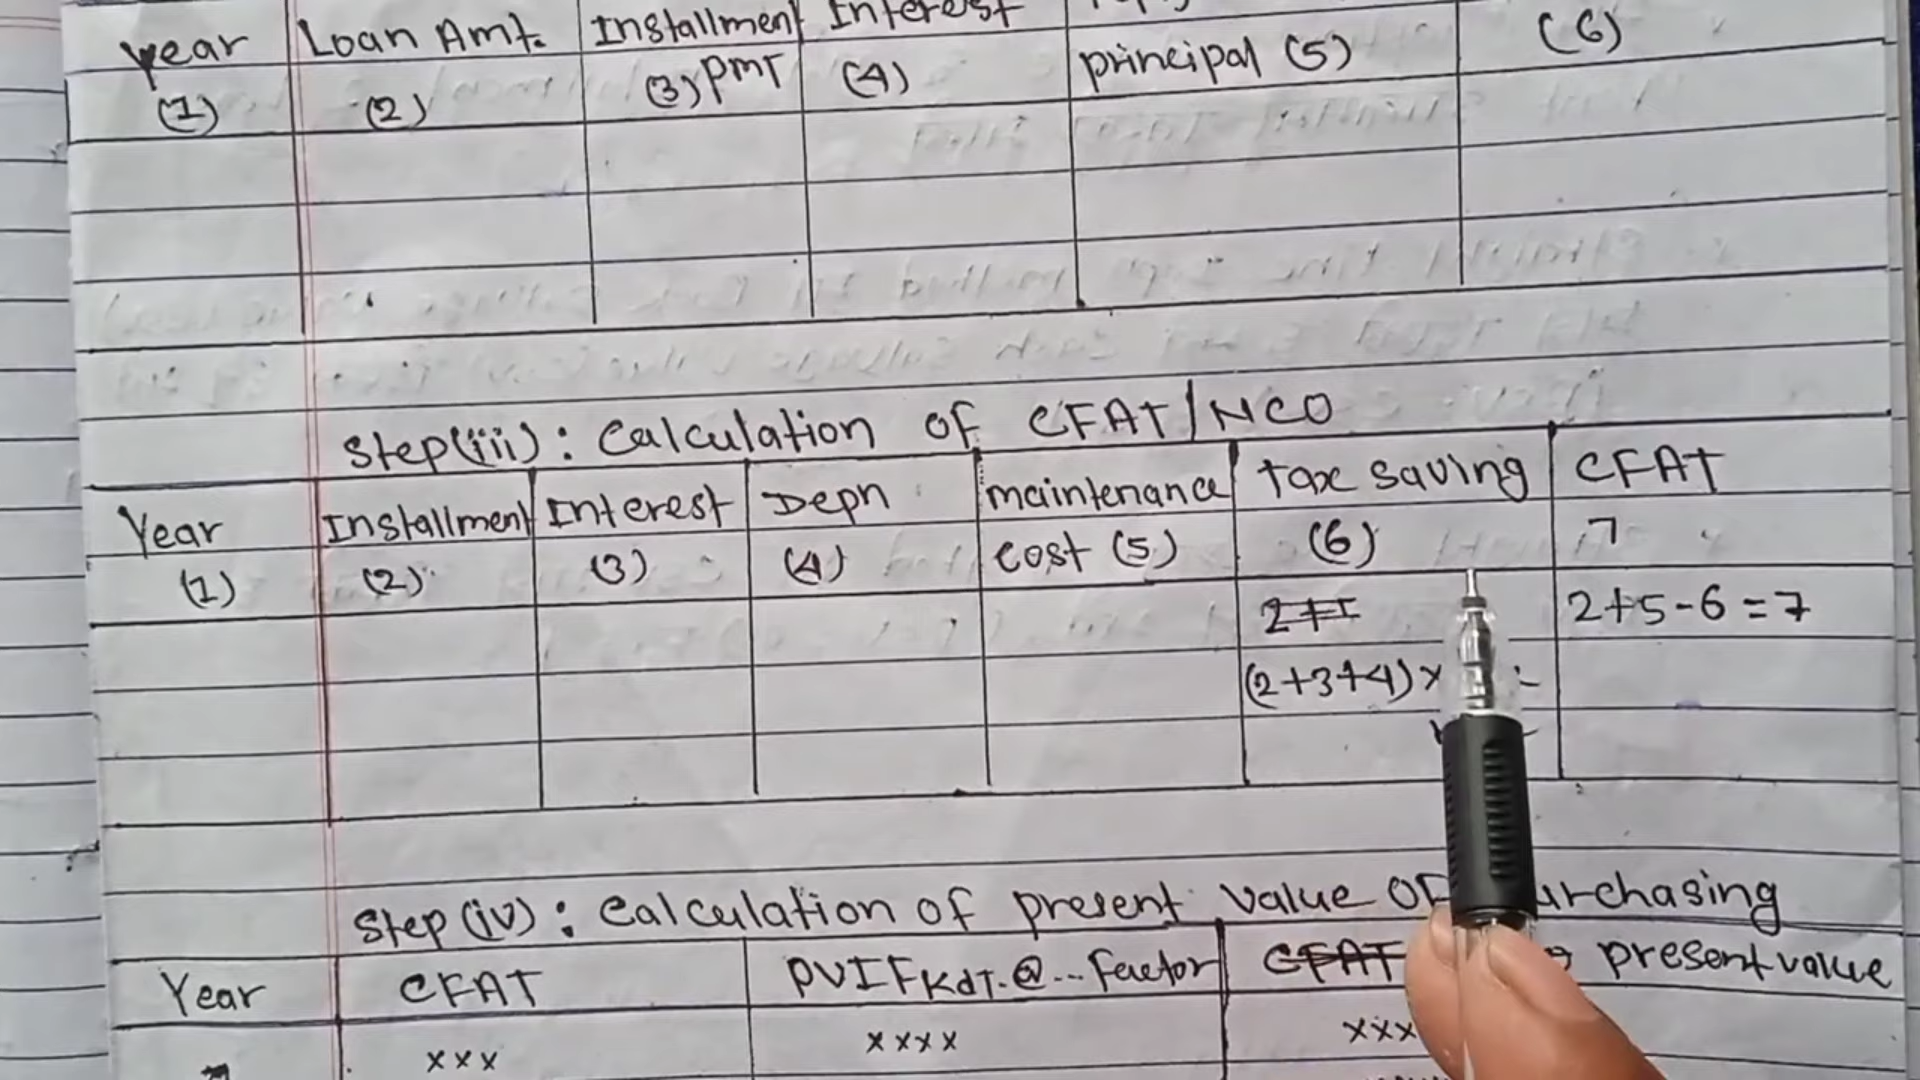 Year Loan Amt. Installment Interest
(1) (2) (3) PMT (4) principal (5) (6)
Step(iii): Calculation of CFAT/NCO
Year Installment Interest Depn maintenance tax saving CFAT
(1) (2) (3) (4) cost (5) (6) 7
2+5-6=7
(2+3+4)x
Step(iv): Calculation of present value of
Year CFAT PVIFKdT.@... Factor CFAT present value
xxx xxxx xxx